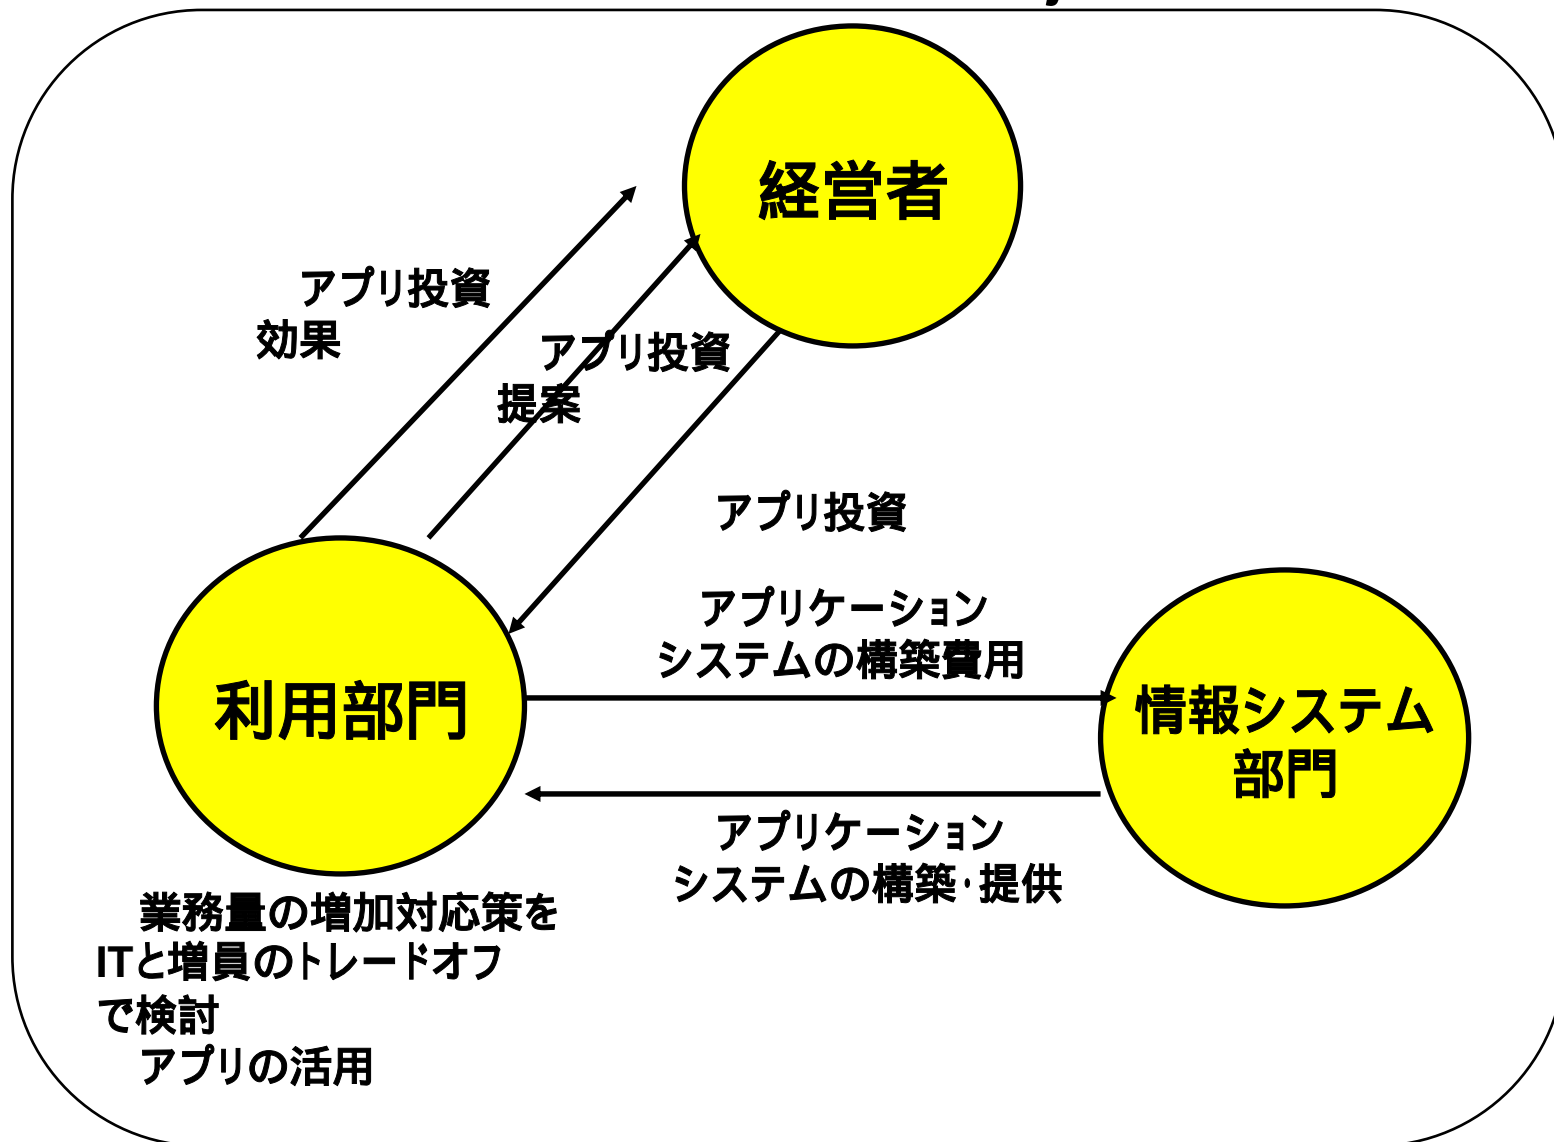 経営者
アプリ投資
効果
アプリ投資
提案
アプリ投資
アプリケーション
システムの構築費用
利用部門
情報システム
部門
アプリケーション
システムの構築・提供
業務量の増加対応策を
ITと増員のトレードオフ
で検討
アプリの活用